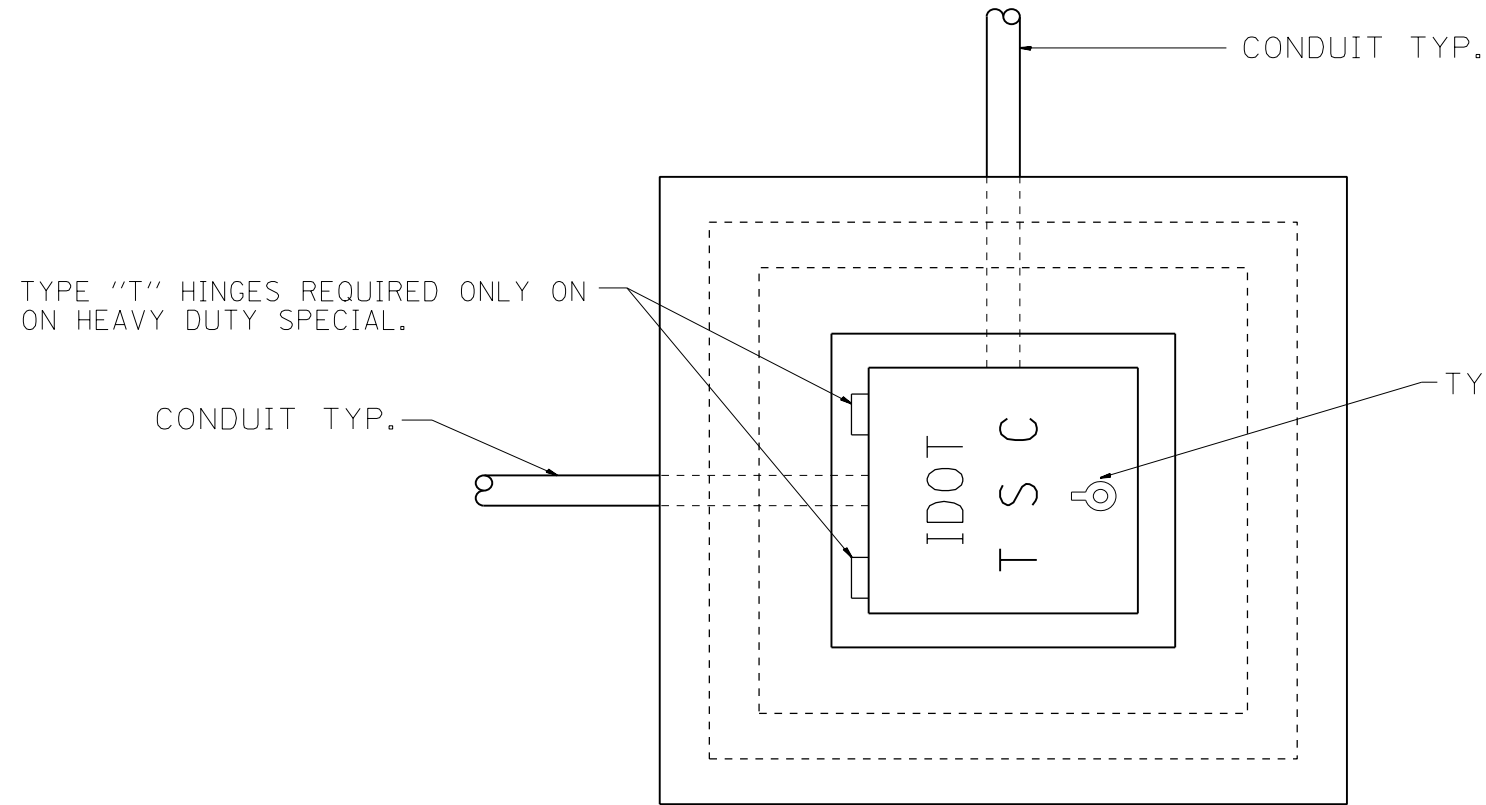 CONDUIT TYP.
TYPE "T" HINGES REQUIRED ONLY ON
ON HEAVY DUTY SPECIAL.
TY
CONDUIT TYP.
IDOT
T S C